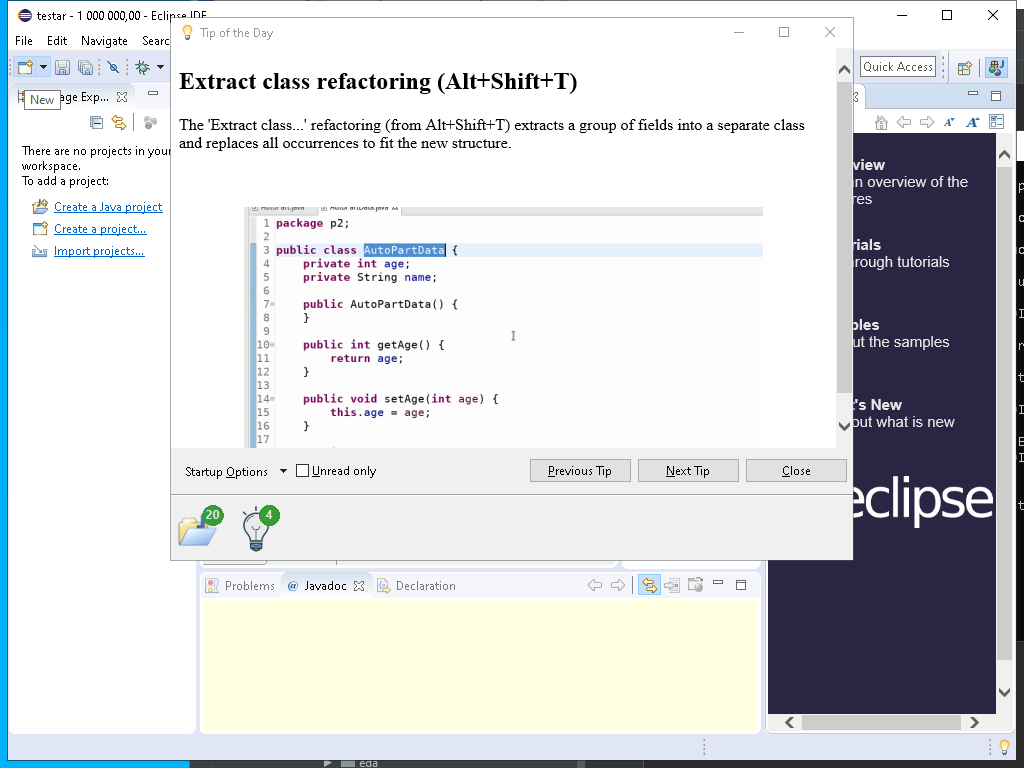 testar - 1 000 000,00 - Eclipse IDE
File Edit Navigate Searc
Tip of the Day
Quick Access
New
age Exp...
There are no projects in your
workspace.
To add a project:
Create a Java project
Create a project...
Import projects...
Extract class refactoring (Alt+Shift+T)
The 'Extract class...' refactoring (from Alt+Shift+T) extracts a group of fields into a separate class
and replaces all occurrences to fit the new structure.
1 package p2;
2
3 public class AutoPartData {
4 private int age;
5 private String name;
6
7 public AutoPartData() {
8 }
9
10 public int getAge() {
11 return age;
12 }
13
14 public void setAge(int age) {
15 this.age = age;
16 }
17
Startup Options
Unread only
Previous Tip
Next Tip
Close
20
4
view
n overview of the
res
rials
rough tutorials
ples
ut the samples
t's New
out what is new
eclipse
Problems
@ Javadoc
Declaration
eda